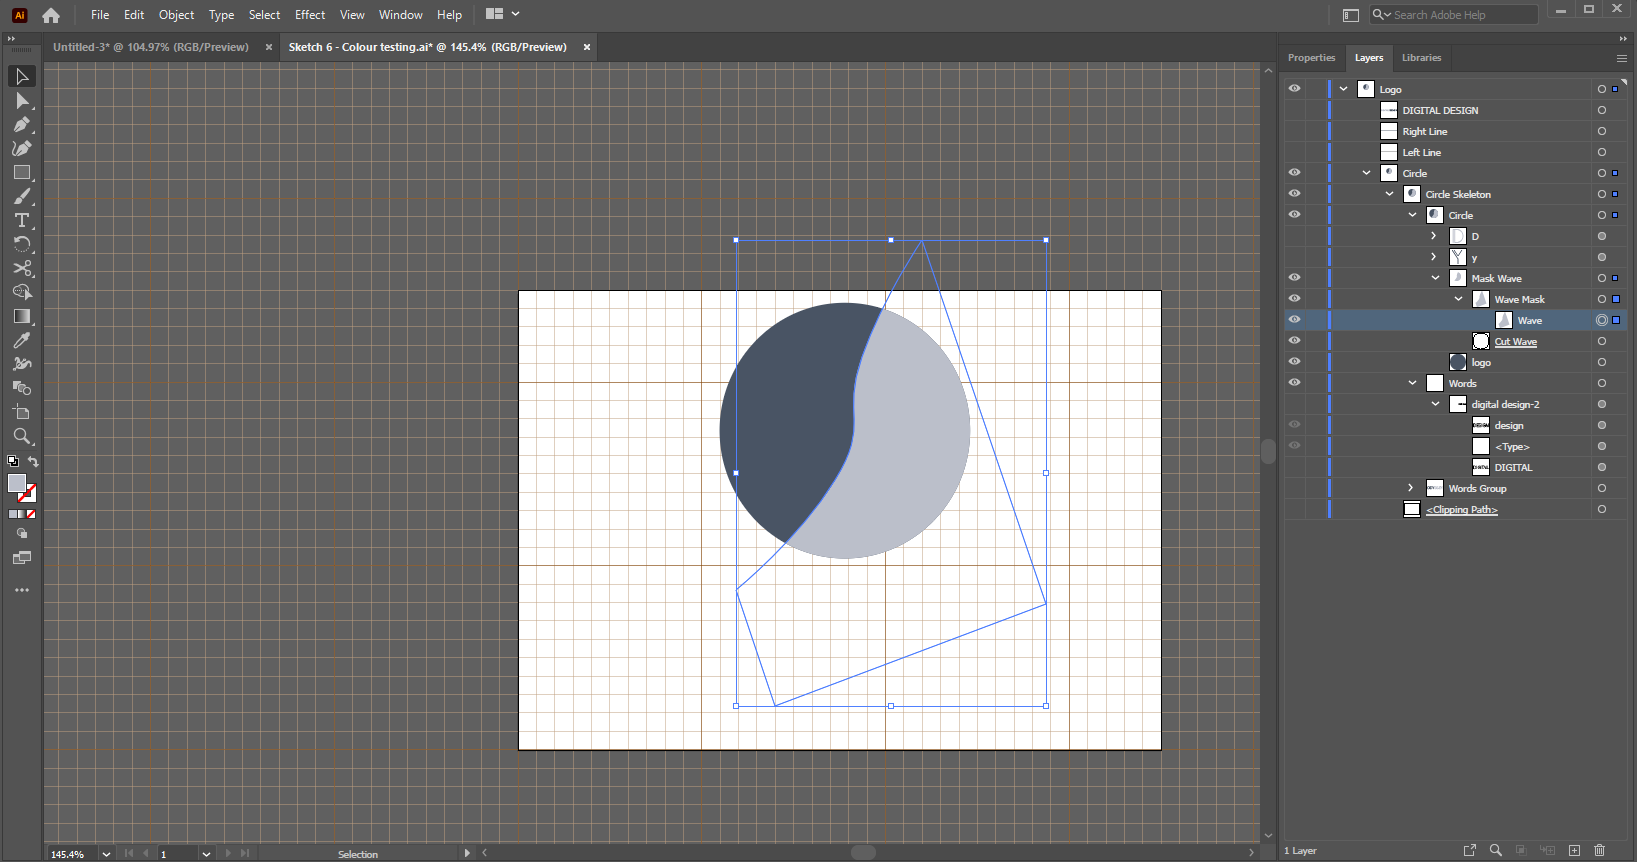 Ai File Edit Object Type Select Effect View Window Help Search Adobe Help
Untitled-3* @ 104.97% (RGB/Preview) × Sketch 6 - Colour testing.ai* @ 145.4% (RGB/Preview) ×
Properties Layers Libraries
Logo
DIGITAL DESIGN
Right Line
Left Line
Circle
Circle Skeleton
Circle
D
y
Mask Wave
Wave Mask
Wave
Cut Wave
logo
Words
digital design-2
design
<Type>
DIGITAL
Words Group
<Clipping Path>
145.4% 1 Selection
1 Layer